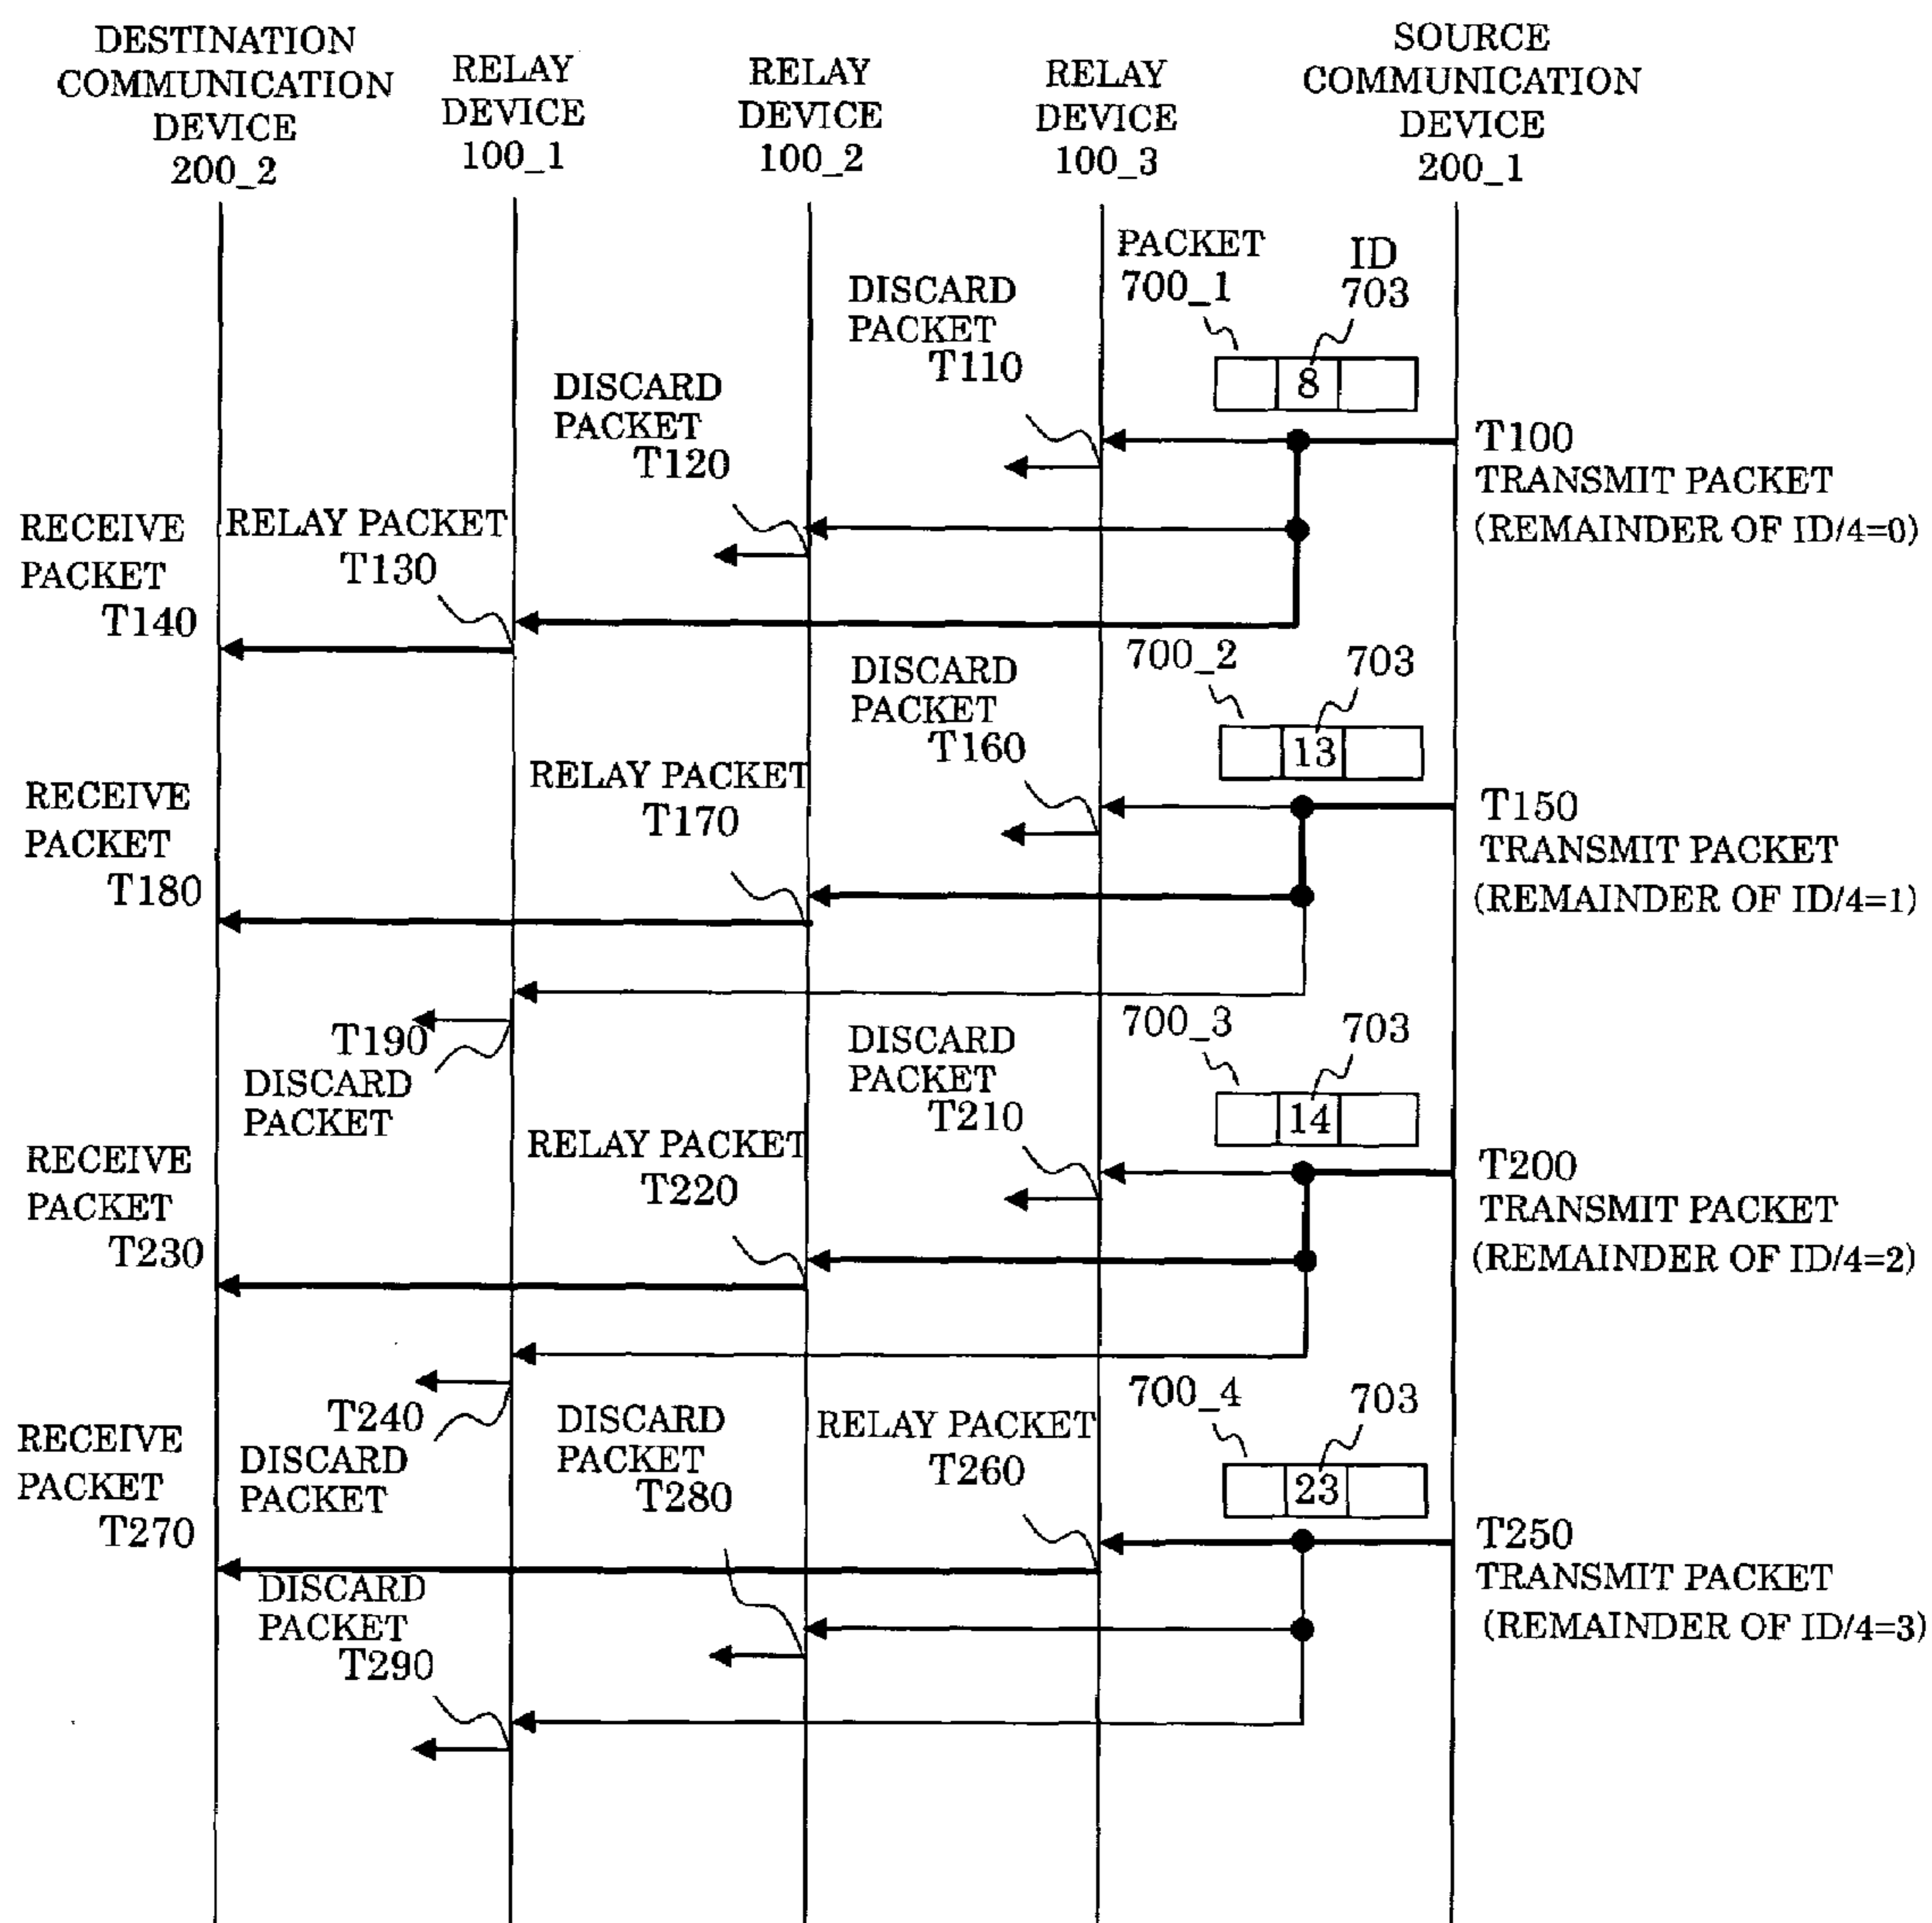 DESTINATION
COMMUNICATION
DEVICE
200_2
RELAY
DEVICE
100_1
RELAY
DEVICE
100_2
RELAY
DEVICE
100_3
SOURCE
COMMUNICATION
DEVICE
200_1
PACKET
700_1
ID
703
8
DISCARD
PACKET
T110
DISCARD
PACKET
T120
T100
TRANSMIT PACKET
(REMAINDER OF ID/4=0)
RELAY PACKET
T130
RECEIVE
PACKET
T140
700_2
703
13
DISCARD
PACKET
T160
RELAY PACKET
T170
T150
TRANSMIT PACKET
(REMAINDER OF ID/4=1)
RECEIVE
PACKET
T180
T190
DISCARD
PACKET
700_3
703
14
DISCARD
PACKET
T210
RELAY PACKET
T220
T200
TRANSMIT PACKET
(REMAINDER OF ID/4=2)
RECEIVE
PACKET
T230
T240
DISCARD
PACKET
700_4
703
23
DISCARD
PACKET
T280
RELAY PACKET
T260
T250
TRANSMIT PACKET
(REMAINDER OF ID/4=3)
RECEIVE
PACKET
T270
DISCARD
PACKET
T290